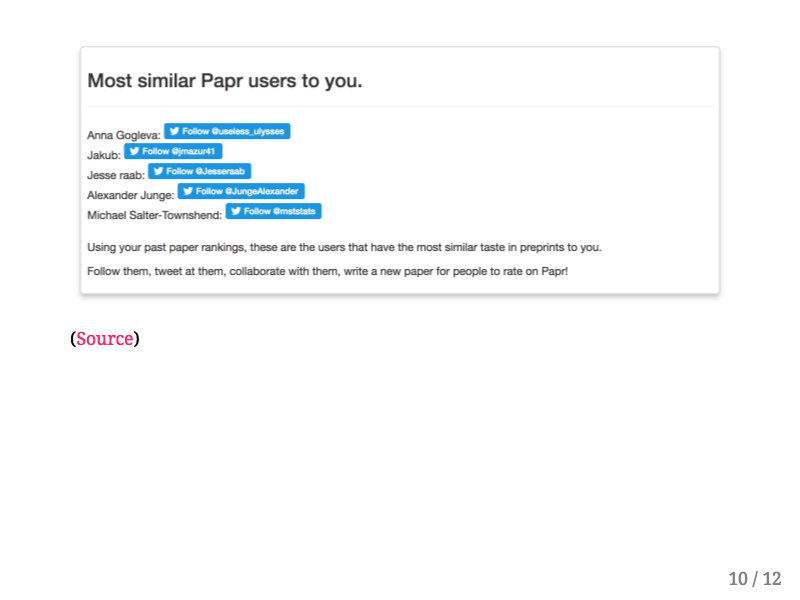 Most similar Papr users to you.
Anna Gogleva: Follow @useless_ulysses
Jakub: Follow @jmazur41
Jesse raab: Follow @Jesseraab
Alexander Junge: Follow @JungeAlexander
Michael Salter-Townshend: Follow @mststats
Using your past paper rankings, these are the users that have the most similar taste in preprints to you.
Follow them, tweet at them, collaborate with them, write a new paper for people to rate on Papr!
(Source)
10 / 12